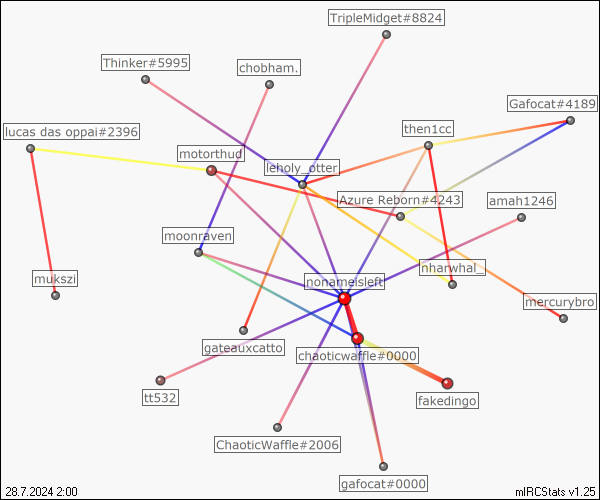 TripleMidget#8824
Thinker#5995
chobham.
Gafocat#4189
lucas das oppai#2396
then1cc
motorthud
leholy_otter
Azure Reborn#4243
amah1246
moonraven
nharwhal_
mukszi
nonameisleft
mercurybro
gateauxcatto
chaoticwaffle#0000
tt532
fakedingo
ChaoticWaffle#2006
gafocat#0000
28.7.2024 2:00
mIRCStats v1.25